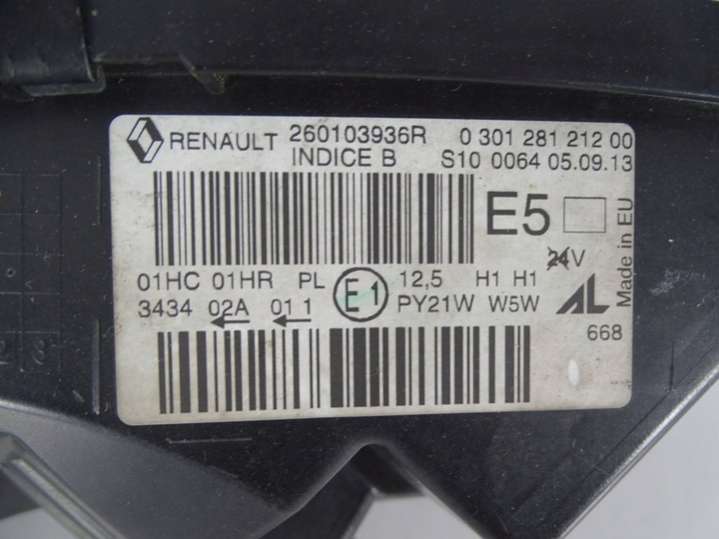 RENAULT 260103936R 0 301 281 212 00
INDICE B S10 0064 05.09.13
E5
24V
Made in EU
01HC 01HR PL E1 12,5 H1 H1
3434 02A 01 1 PY21W W5W
AL
668